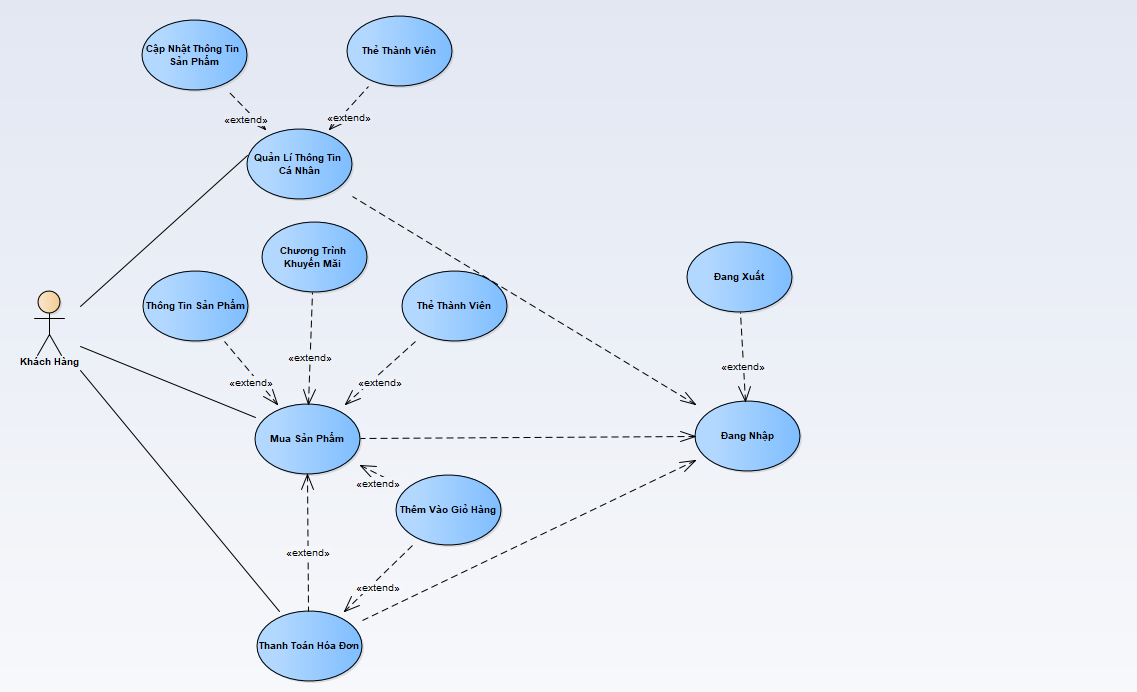 Cập Nhật Thông Tin
Sản Phẩm
Thẻ Thành Viên
«extend»
«extend»
Quản Lí Thông Tin
Cá Nhân
Chương Trình
Khuyến Mãi
Thông Tin Sản Phẩm
Thẻ Thành Viên
Đang Xuất
Khách Hàng
«extend»
«extend»
«extend»
«extend»
Mua Sản Phẩm
Đang Nhập
«extend»
Thêm Vào Giỏ Hàng
«extend»
«extend»
Thanh Toán Hóa Đơn